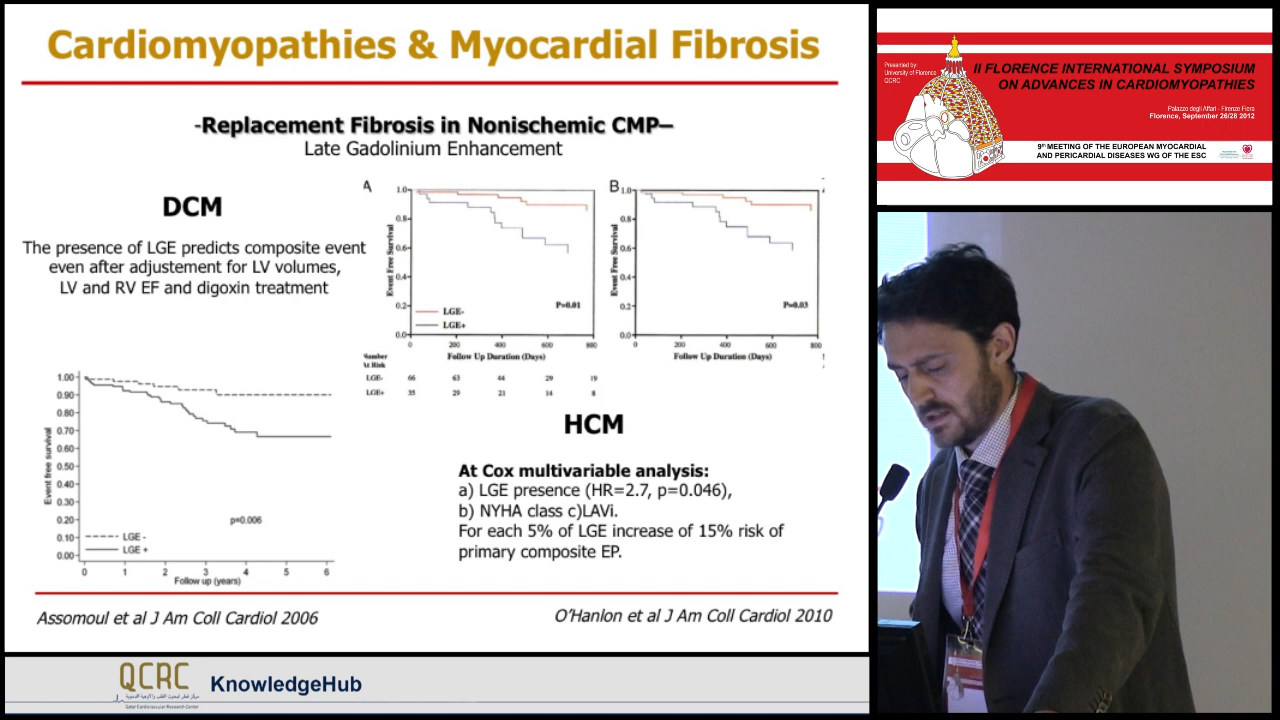 Cardiomyopathies & Myocardial Fibrosis
-Replacement Fibrosis in Nonischemic CMP–
Late Gadolinium Enhancement
DCM
The presence of LGE predicts composite event
even after adjustement for LV volumes,
LV and RV EF and digoxin treatment
A
1.0
0.8
0.6
0.4
0.2
0.0
Event Free Survival
P=0.01
LGE-
LGE+
0 200 400 600 800
Follow Up Duration (Days)
Number
At Risk
LGE- 66 63 44 29 19
LGE+ 35 29 21 14 8
B
1.0
0.8
0.6
0.4
0.2
0.0
Event Free Survival
P=0.03
0 200 400 600 800
Follow Up Duration (Days)
1.00
0.90
0.80
0.70
0.60
0.50
0.40
0.30
0.20
0.10
0.00
Event free survival
p=0.006
LGE -
LGE +
0 1 2 3 4 5 6
Follow up (years)
HCM
At Cox multivariable analysis:
a) LGE presence (HR=2.7, p=0.046),
b) NYHA class c)LAVi.
For each 5% of LGE increase of 15% risk of
primary composite EP.
Assomoul et al J Am Coll Cardiol 2006
O'Hanlon et al J Am Coll Cardiol 2010
QCRC
Qatar Cardiovascular Research Center
KnowledgeHub
Presented by:
University of Florence
QCRC
II FLORENCE INTERNATIONAL SYMPOSIUM
ON ADVANCES IN CARDIOMYOPATHIES
Palazzo degli Affari - Firenze Fiera
Florence, September 26/28 2012
9th MEETING OF THE EUROPEAN MYOCARDIAL
AND PERICARDIAL DISEASES WG OF THE ESC